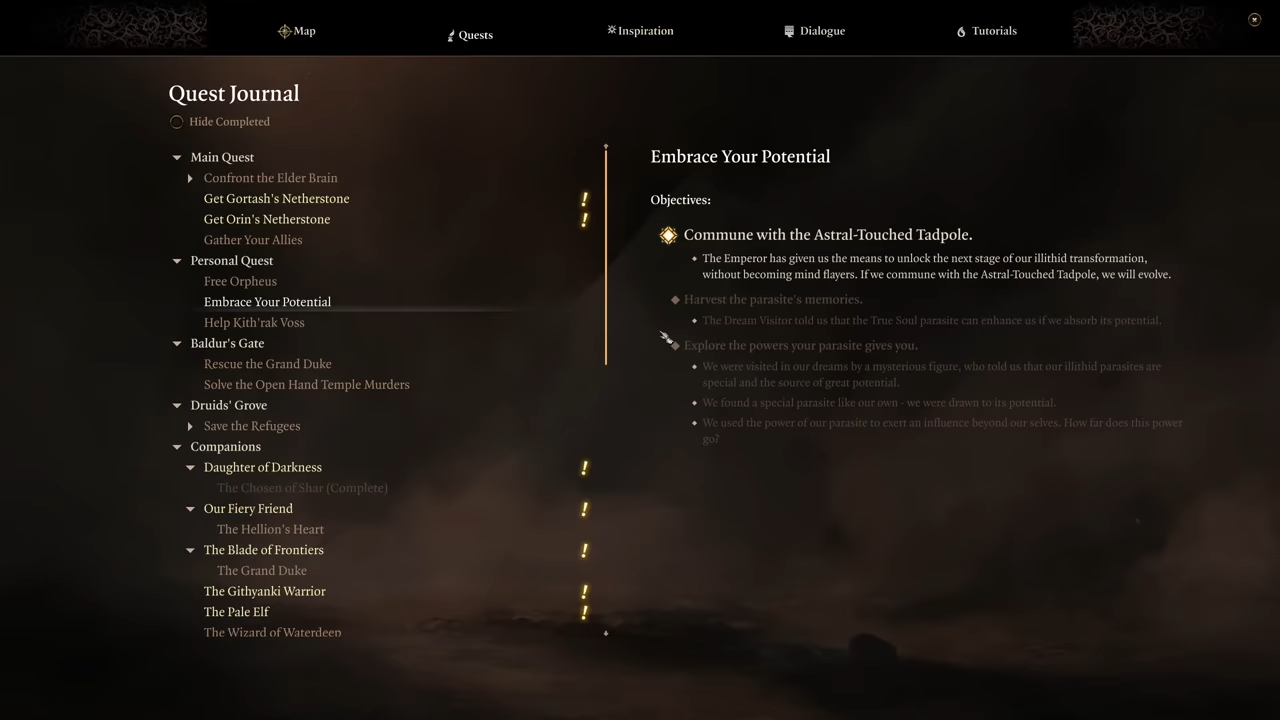 Map
Quests
Inspiration
Dialogue
Tutorials
Quest Journal
Hide Completed
Main Quest
Confront the Elder Brain
Get Gortash's Netherstone
Get Orin's Netherstone
Gather Your Allies
Personal Quest
Free Orpheus
Embrace Your Potential
Help Kith'rak Voss
Baldur's Gate
Rescue the Grand Duke
Solve the Open Hand Temple Murders
Druids' Grove
Save the Refugees
Companions
Daughter of Darkness
The Chosen of Shar (Complete)
Our Fiery Friend
The Hellion's Heart
The Blade of Frontiers
The Grand Duke
The Githyanki Warrior
The Pale Elf
The Wizard of Waterdeep
Embrace Your Potential
Objectives:
Commune with the Astral-Touched Tadpole.
The Emperor has given us the means to unlock the next stage of our illithid transformation,
without becoming mind flayers. If we commune with the Astral-Touched Tadpole, we will evolve.
Harvest the parasite's memories.
The Dream Visitor told us that the True Soul parasite can enhance us if we absorb its potential.
Explore the powers your parasite gives you.
We were visited in our dreams by a mysterious figure, who told us that our illithid parasites are
special and the source of great potential.
We found a special parasite like our own - we were drawn to its potential.
We used the power of our parasite to exert an influence beyond our selves. How far does this power
go?